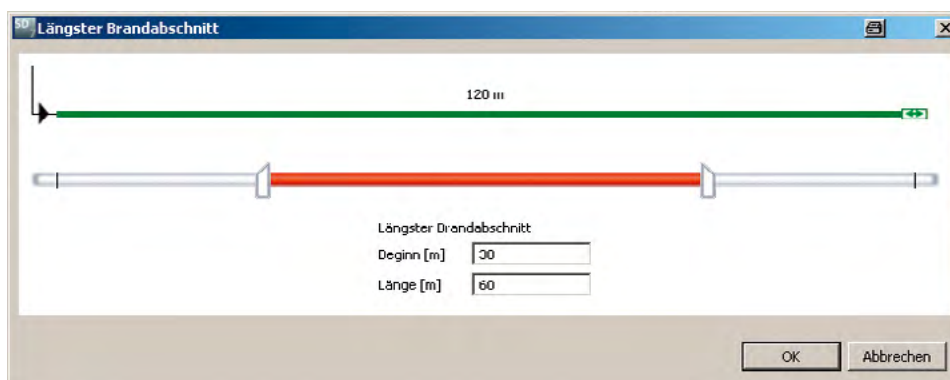 Längster Brandabschnitt
120 m
Längster Brandabschnitt
Beginn [m] 30
Länge [m] 60
OK Abbrechen